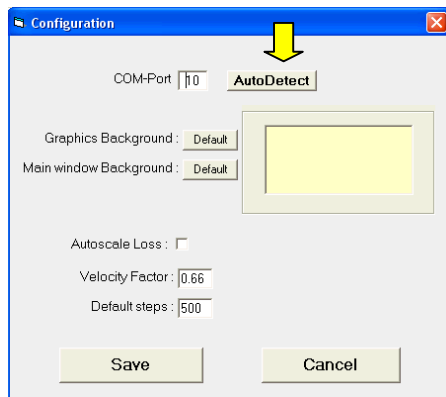 Configuration
COM-Port 10 AutoDetect
Graphics Background : Default
Main window Background : Default
Autoscale Loss :
Velocity Factor : 0.66
Default steps : 500
Save Cancel